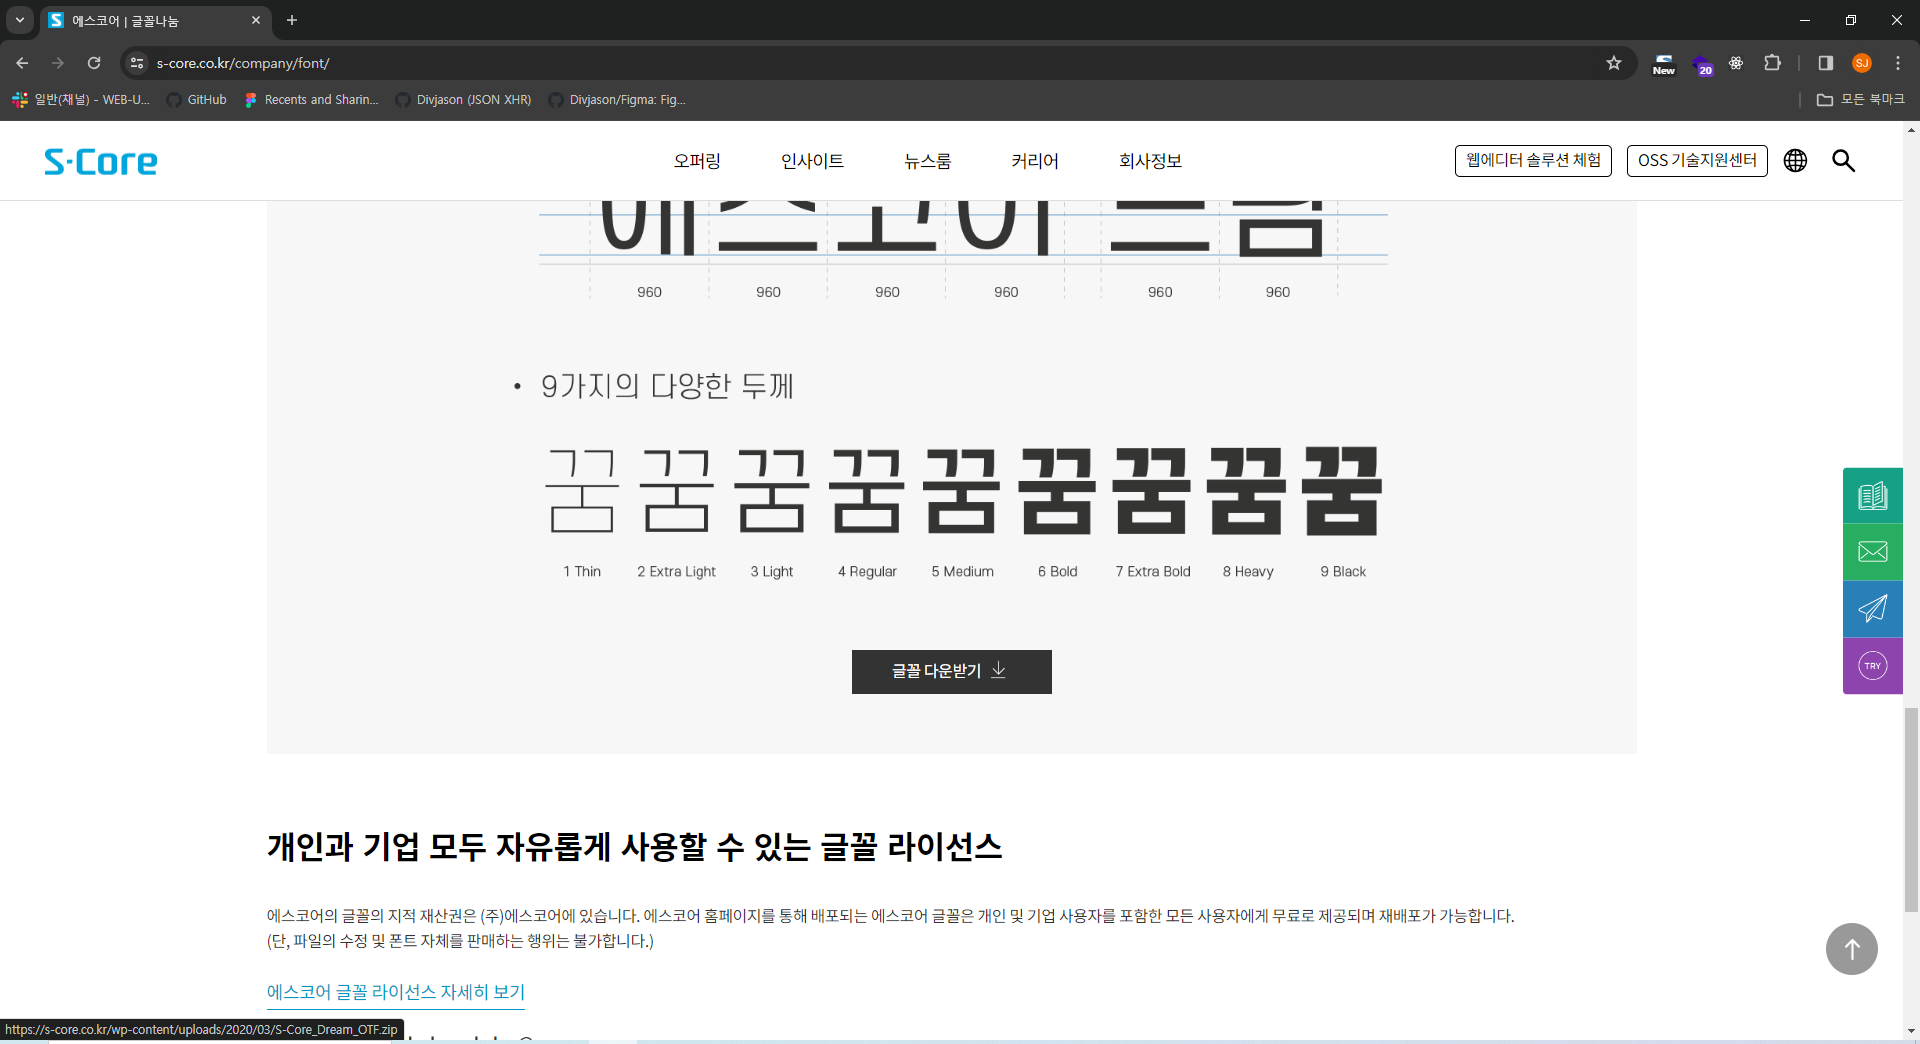 에스코어 | 글꼴나눔
s-core.co.kr/company/font/
New
20
SJ
일반(채널) - WEB-U...
GitHub
Recents and Sharin...
Divjason (JSON XHR)
Divjason/Figma: Fig...
모든 북마크
S·Core
오퍼링
인사이트
뉴스룸
커리어
회사정보
웹에디터 솔루션 체험
OSS 기술지원센터
에스코어 드림
960 960 960 960 960 960
• 9가지의 다양한 두께
꿈 꿈 꿈 꿈 꿈 꿈 꿈 꿈 꿈
1 Thin 2 Extra Light 3 Light 4 Regular 5 Medium 6 Bold 7 Extra Bold 8 Heavy 9 Black
TRY
글꼴 다운받기
개인과 기업 모두 자유롭게 사용할 수 있는 글꼴 라이선스
에스코어의 글꼴의 지적 재산권은 (주)에스코어에 있습니다. 에스코어 홈페이지를 통해 배포되는 에스코어 글꼴은 개인 및 기업 사용자를 포함한 모든 사용자에게 무료로 제공되며 재배포가 가능합니다.
(단, 파일의 수정 및 폰트 자체를 판매하는 행위는 불가합니다.)
에스코어 글꼴 라이선스 자세히 보기
https://s-core.co.kr/wp-content/uploads/2020/03/S-Core_Dream_OTF.zip